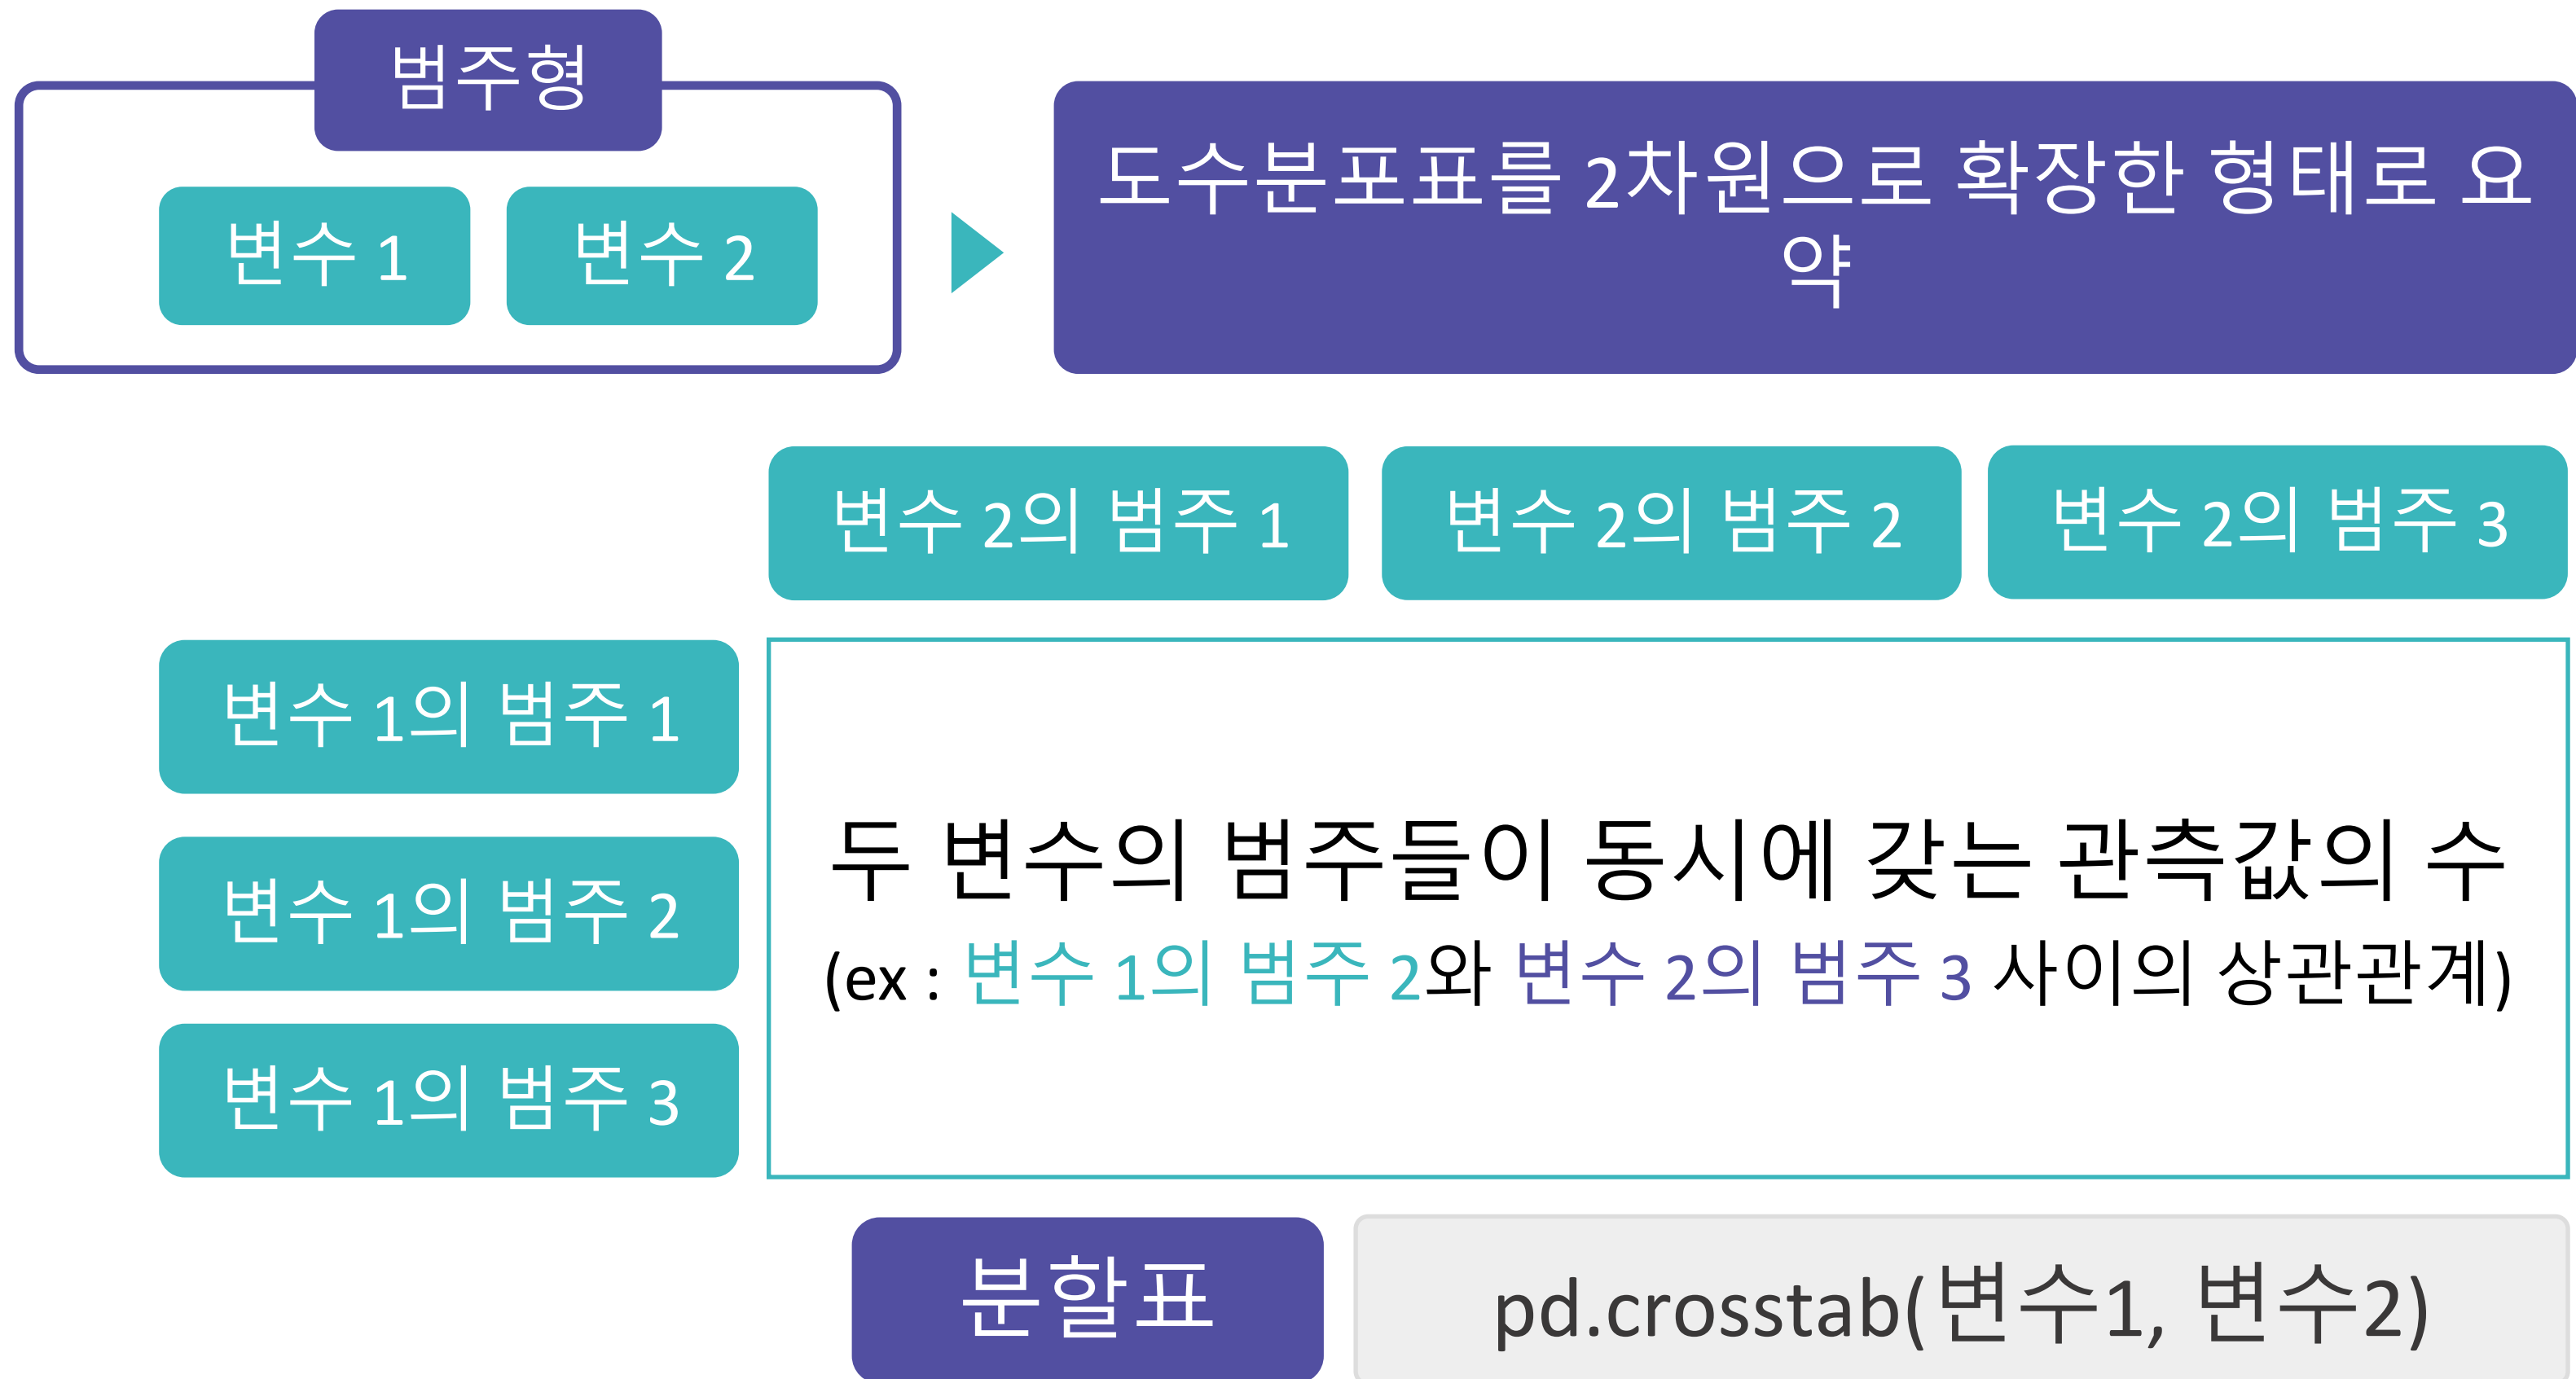 범주형
변수 1
변수 2
도수분포표를 2차원으로 확장한 형태로 요
약
변수 2의 범주 1
변수 2의 범주 2
변수 2의 범주 3
변수 1의 범주 1
변수 1의 범주 2
변수 1의 범주 3
두 변수의 범주들이 동시에 갖는 관측값의 수
(ex : 변수 1의 범주 2와 변수 2의 범주 3 사이의 상관관계)
분할표
pd.crosstab(변수1, 변수2)